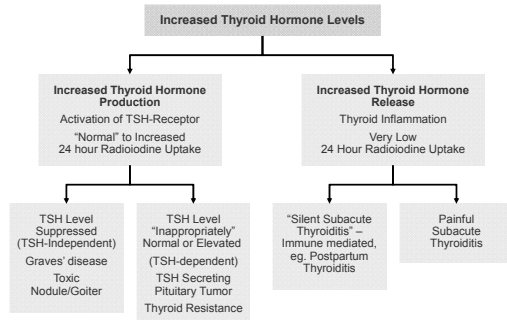 Increased Thyroid Hormone Levels
Increased Thyroid Hormone
Production
Activation of TSH-Receptor
“Normal” to Increased
24 hour Radioiodine Uptake
Increased Thyroid Hormone
Release
Thyroid Inflammation
Very Low
24 Hour Radioiodine Uptake
TSH Level
Suppressed
(TSH-Independent)
Graves’ disease
Toxic
Nodule/Goiter
TSH Level
“Inappropriately”
Normal or Elevated
(TSH-dependent)
TSH Secreting
Pituitary Tumor
Thyroid Resistance
“Silent Subacute
Thyroiditis” –
Immune mediated,
eg. Postpartum
Thyroiditis
Painful
Subacute
Thyroiditis